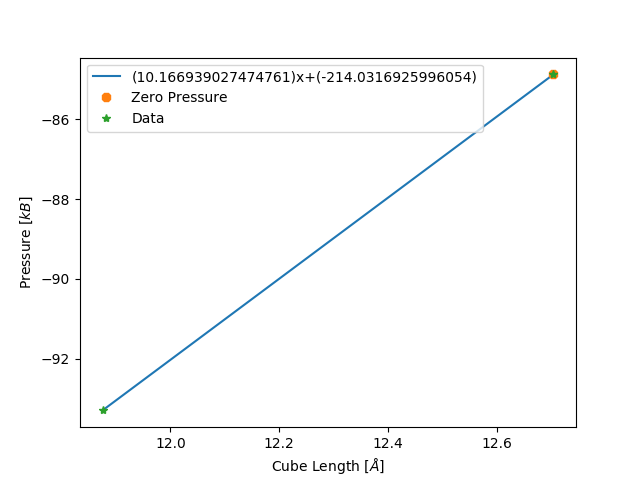 (10.166939027474761)x+(-214.0316925996054)
Zero Pressure
Data
−86
−88
−90
−92
Pressure [kB]
12.0 12.2 12.4 12.6
Cube Length [Å]